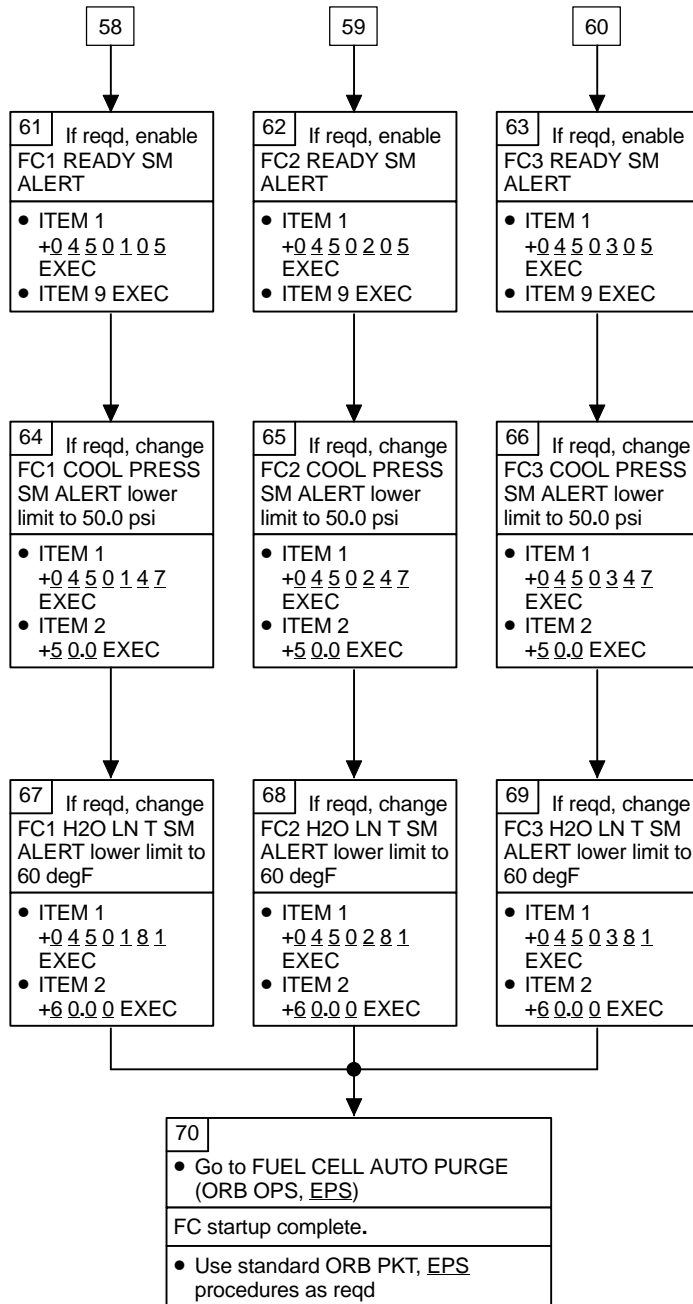 58
59
60
61 If reqd, enable
FC1 READY SM
ALERT
• ITEM 1
+0 4 5 0 1 0 5
EXEC
• ITEM 9 EXEC
62 If reqd, enable
FC2 READY SM
ALERT
• ITEM 1
+0 4 5 0 2 0 5
EXEC
• ITEM 9 EXEC
63 If reqd, enable
FC3 READY SM
ALERT
• ITEM 1
+0 4 5 0 3 0 5
EXEC
• ITEM 9 EXEC
64 If reqd, change
FC1 COOL PRESS
SM ALERT lower
limit to 50.0 psi
• ITEM 1
+0 4 5 0 1 4 7
EXEC
• ITEM 2
+5 0.0 EXEC
65 If reqd, change
FC2 COOL PRESS
SM ALERT lower
limit to 50.0 psi
• ITEM 1
+0 4 5 0 2 4 7
EXEC
• ITEM 2
+5 0.0 EXEC
66 If reqd, change
FC3 COOL PRESS
SM ALERT lower
limit to 50.0 psi
• ITEM 1
+0 4 5 0 3 4 7
EXEC
• ITEM 2
+5 0.0 EXEC
67 If reqd, change
FC1 H2O LN T SM
ALERT lower limit to
60 degF
• ITEM 1
+0 4 5 0 1 8 1
EXEC
• ITEM 2
+6 0.0 0 EXEC
68 If reqd, change
FC2 H2O LN T SM
ALERT lower limit to
60 degF
• ITEM 1
+0 4 5 0 2 8 1
EXEC
• ITEM 2
+6 0.0 0 EXEC
69 If reqd, change
FC3 H2O LN T SM
ALERT lower limit to
60 degF
• ITEM 1
+0 4 5 0 3 8 1
EXEC
• ITEM 2
+6 0.0 0 EXEC
70
• Go to FUEL CELL AUTO PURGE
(ORB OPS, EPS)
FC startup complete.
• Use standard ORB PKT, EPS
procedures as reqd